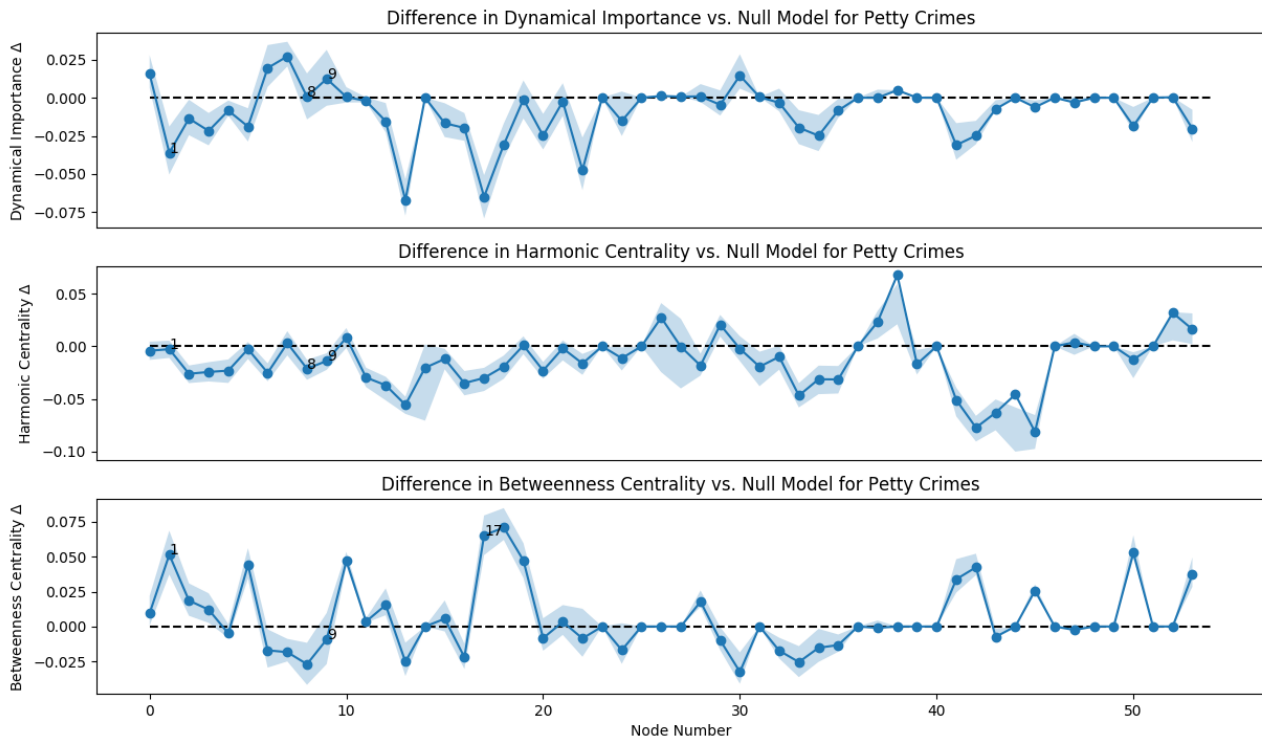 Difference in Dynamical Importance vs. Null Model for Petty Crimes
Dynamical Importance Δ
0.025
0.000
−0.025
−0.050
−0.075
1
8
9
Difference in Harmonic Centrality vs. Null Model for Petty Crimes
Harmonic Centrality Δ
0.05
0.00
−0.05
−0.10
1
8
9
Difference in Betweenness Centrality vs. Null Model for Petty Crimes
Betweenness Centrality Δ
0.075
0.050
0.025
0.000
−0.025
1
9
17
0 10 20 30 40 50
Node Number